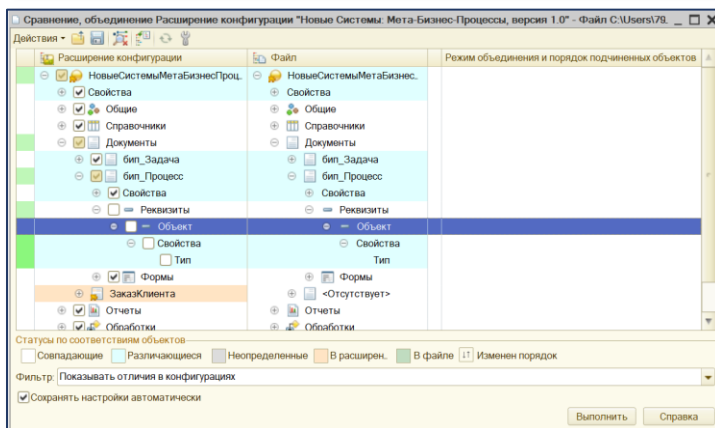 Сравнение, объединение Расширение конфигурации "Новые Системы: Мета-Бизнес-Процессы, версия 1.0" - Файл C:\Users\79.
Действия
Расширение конфигурации Файл Режим объединения и порядок подчиненных объектов
НовыеСистемыМетаБизнесПроц. НовыеСистемыМетаБизнес.
Свойства Свойства
Общие Общие
Справочники Справочники
Документы Документы
бип_Задача бип_Задача
бип_Процесс бип_Процесс
Свойства Свойства
Реквизиты Реквизиты
Объект Объект
Свойства Свойства
Тип Тип
Формы Формы
ЗаказКлиента <Отсутствует>
Отчеты Отчеты
Обработки Обработки
Статусы по соответствиям объектов
Совпадающие Различающиеся Неопределенные В расширен. В файле Изменен порядок
Фильтр: Показывать отличия в конфигурациях
Сохранять настройки автоматически
Выполнить Справка